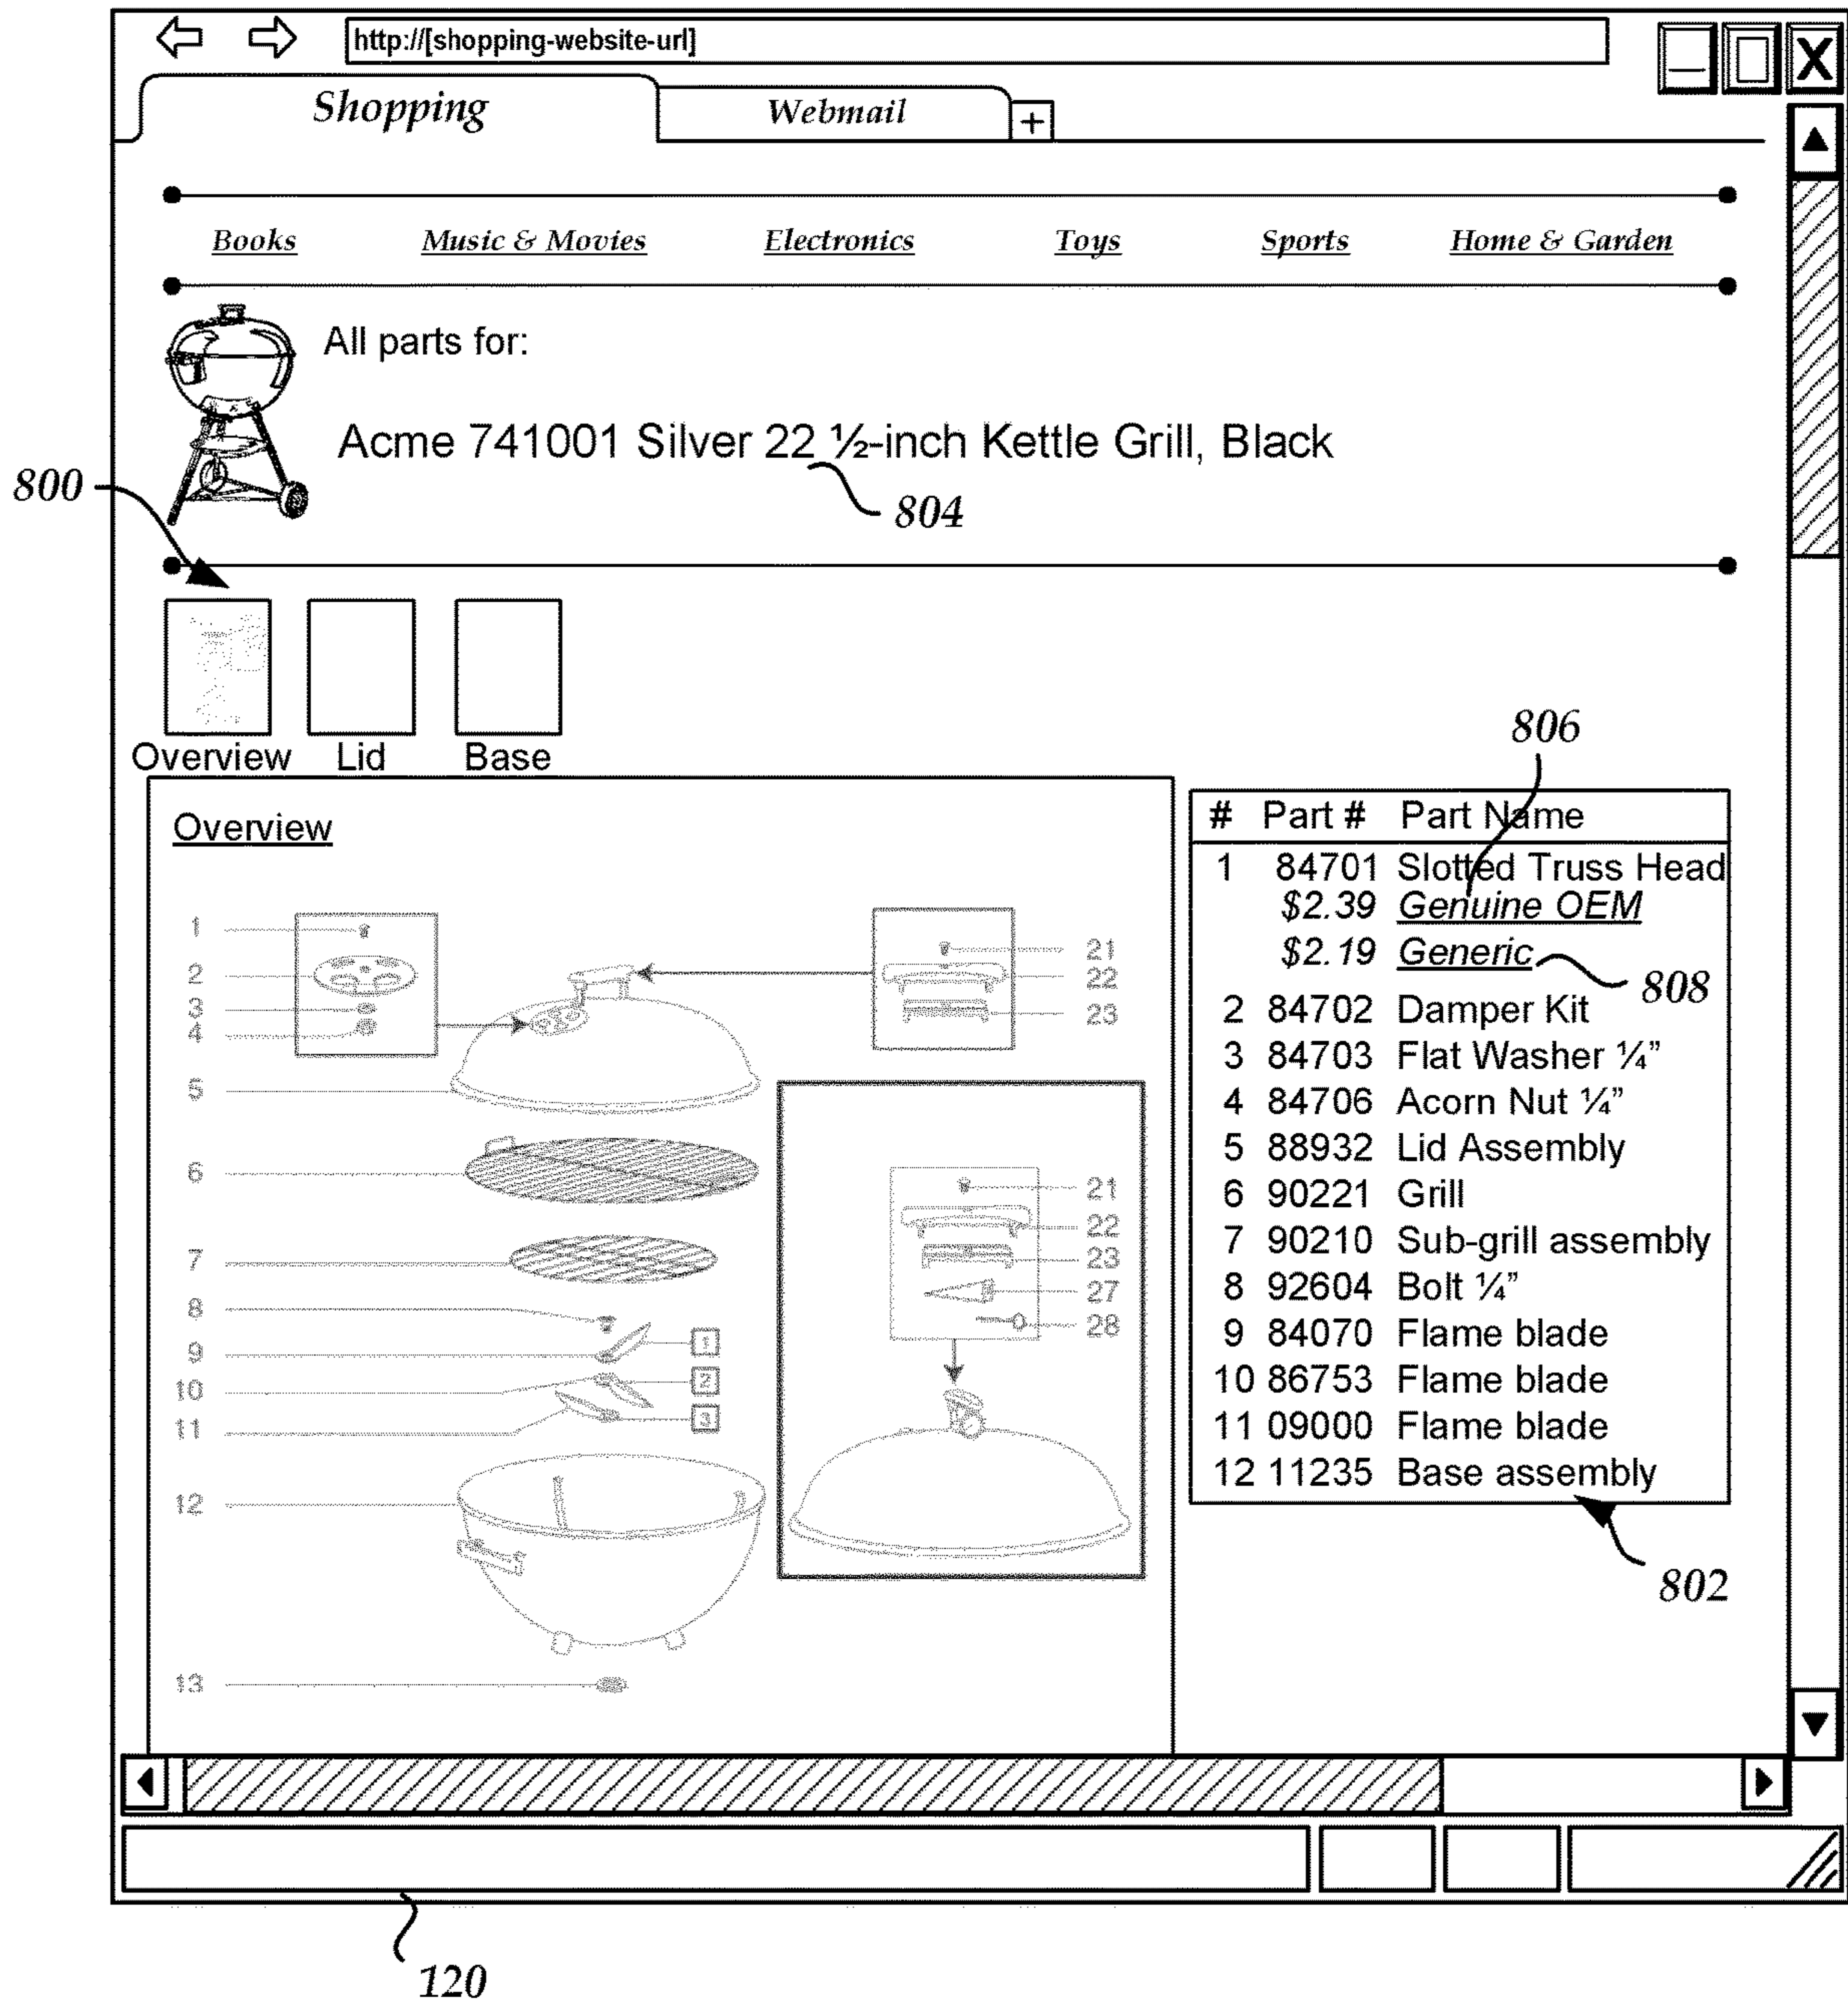 http://[shopping-website-url]
Shopping
Webmail
+
Books Music & Movies Electronics Toys Sports Home & Garden
All parts for:
Acme 741001 Silver 22 ½-inch Kettle Grill, Black
800
804
Overview Lid Base
806
Overview
1
2
3
4
5
6
7
8
9
10
11
12
13
21
22
23
1
2
3
21
22
23
27
28
# Part # Part Name
1 84701 Slotted Truss Head
$2.39 Genuine OEM
$2.19 Generic
808
2 84702 Damper Kit
3 84703 Flat Washer ¼”
4 84706 Acorn Nut ¼”
5 88932 Lid Assembly
6 90221 Grill
7 90210 Sub-grill assembly
8 92604 Bolt ¼”
9 84070 Flame blade
10 86753 Flame blade
11 09000 Flame blade
12 11235 Base assembly
802
120